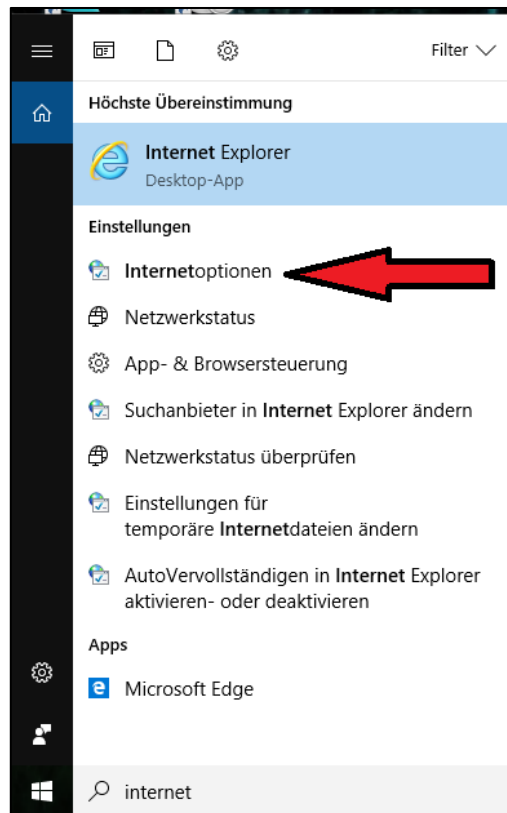 Filter
Höchste Übereinstimmung
Internet Explorer
Desktop-App
Einstellungen
Internetoptionen
Netzwerkstatus
App- & Browsersteuerung
Suchanbieter in Internet Explorer ändern
Netzwerkstatus überprüfen
Einstellungen für
temporäre Internetdateien ändern
AutoVervollständigen in Internet Explorer
aktivieren- oder deaktivieren
Apps
Microsoft Edge
internet